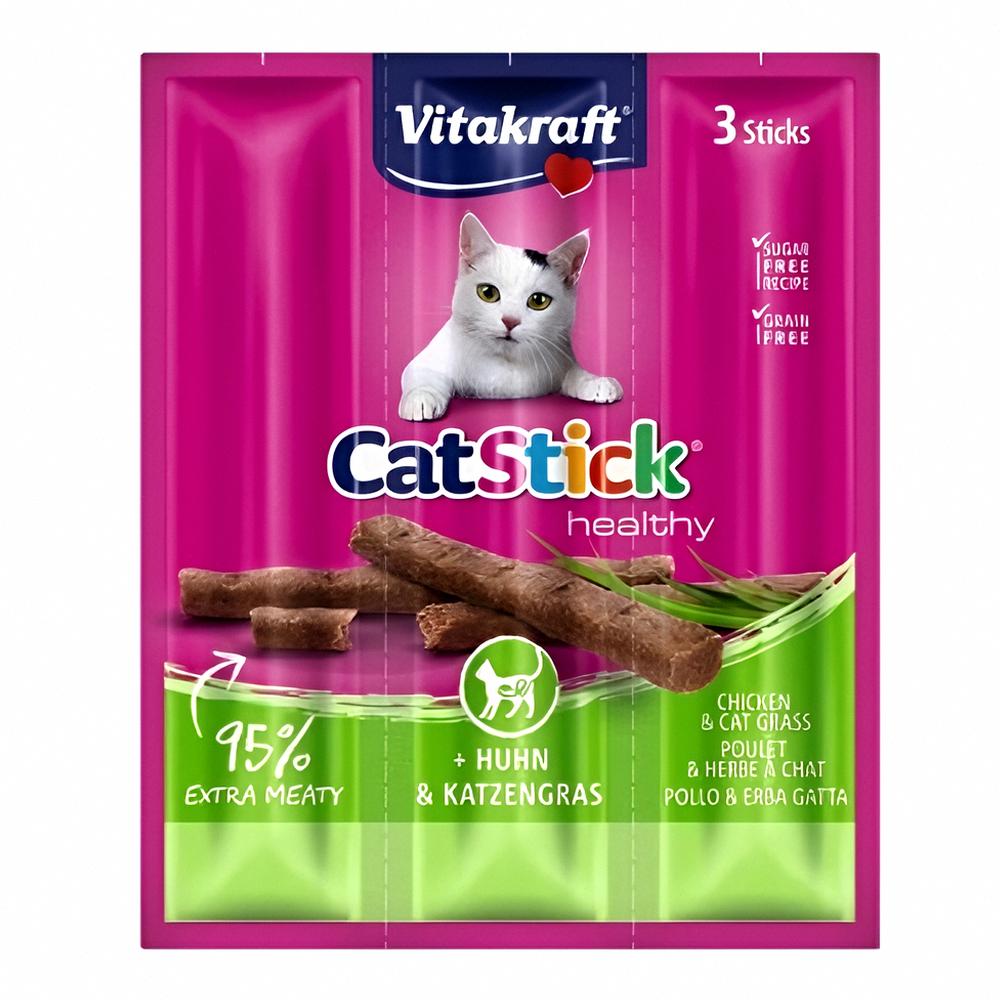 Vitakraft®
3 Sticks
SUGAR
FREE
RECIPE
GRAIN
FREE
CatStick®
healthy
95%
EXTRA MEATY
+ HUHN
& KATZENGRAS
CHICKEN
& CAT GRASS
POULET
& HERBE À CHAT
POLLO & ERBA GATTA